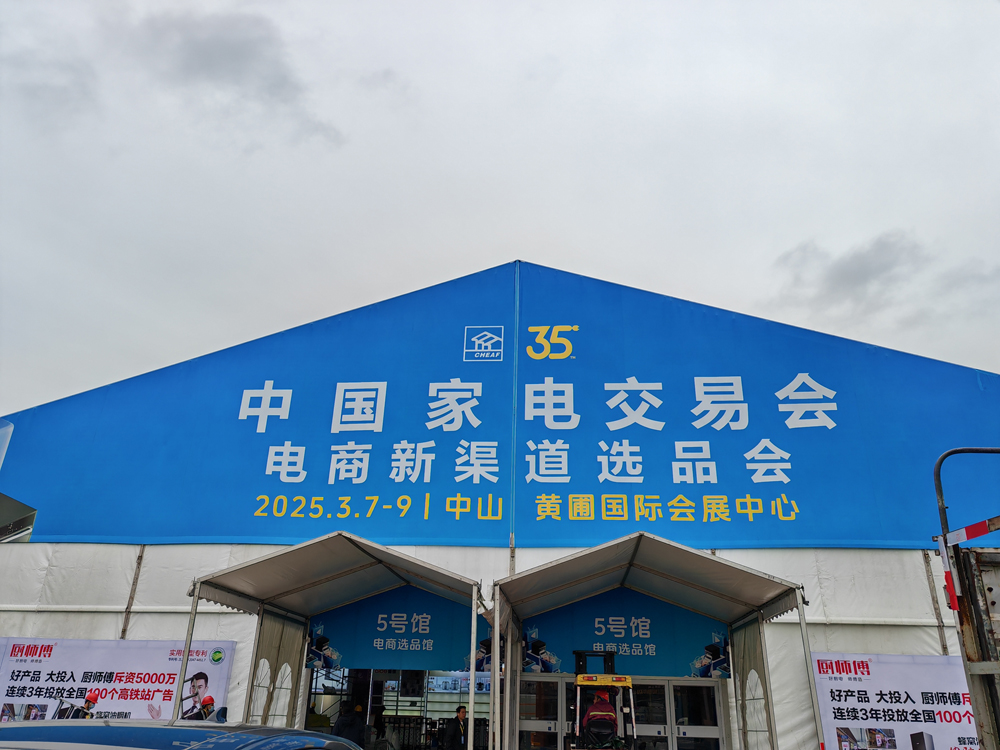 CHEAF
35
中国家电交易会
电商新渠道选品会
2025.3.7-9 | 中山 黄圃国际会展中心
5号馆
电商选品馆
5号馆
电商选品馆
厨师傅
好产品 大投入 厨师傅斥资5000万
连续3年投放全国100个高铁站广告
厨师傅
好产品 大投入 厨师傅斥
连续3年投放全国100个